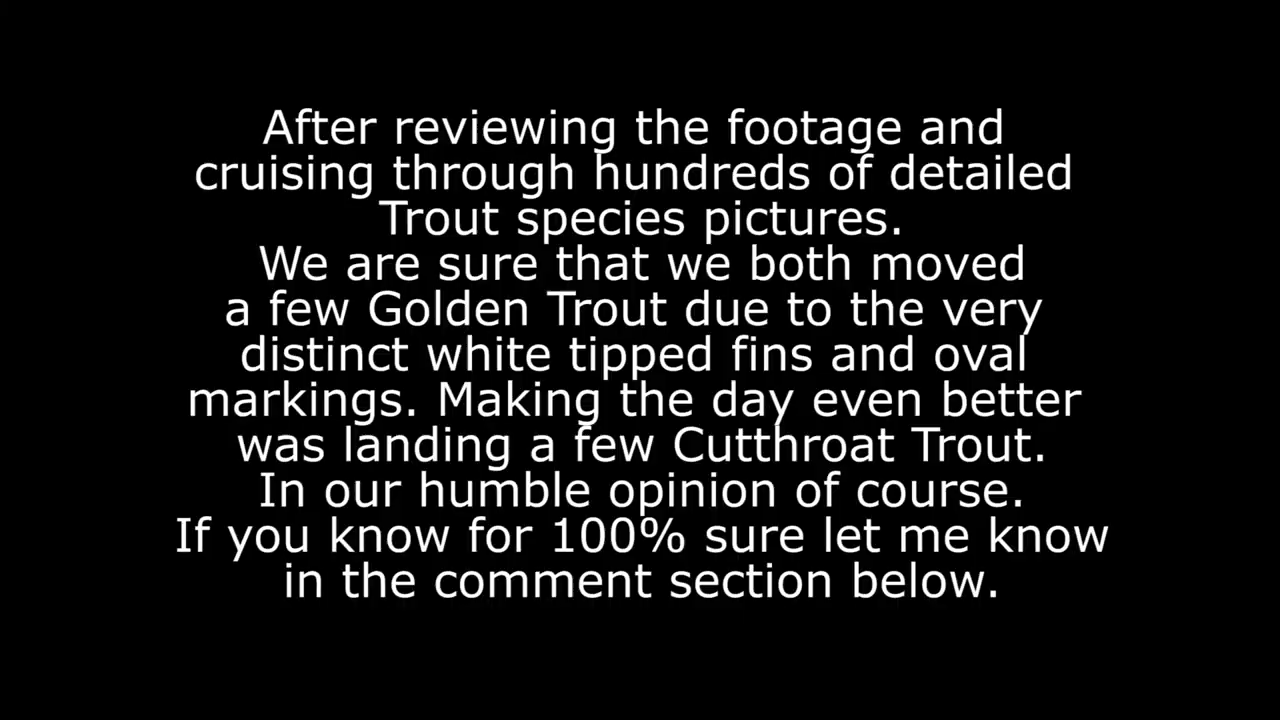 After reviewing the footage and
cruising through hundreds of detailed
Trout species pictures.
We are sure that we both moved
a few Golden Trout due to the very
distinct white tipped fins and oval
markings. Making the day even better
was landing a few Cutthroat Trout.
In our humble opinion of course.
If you know for 100% sure let me know
in the comment section below.